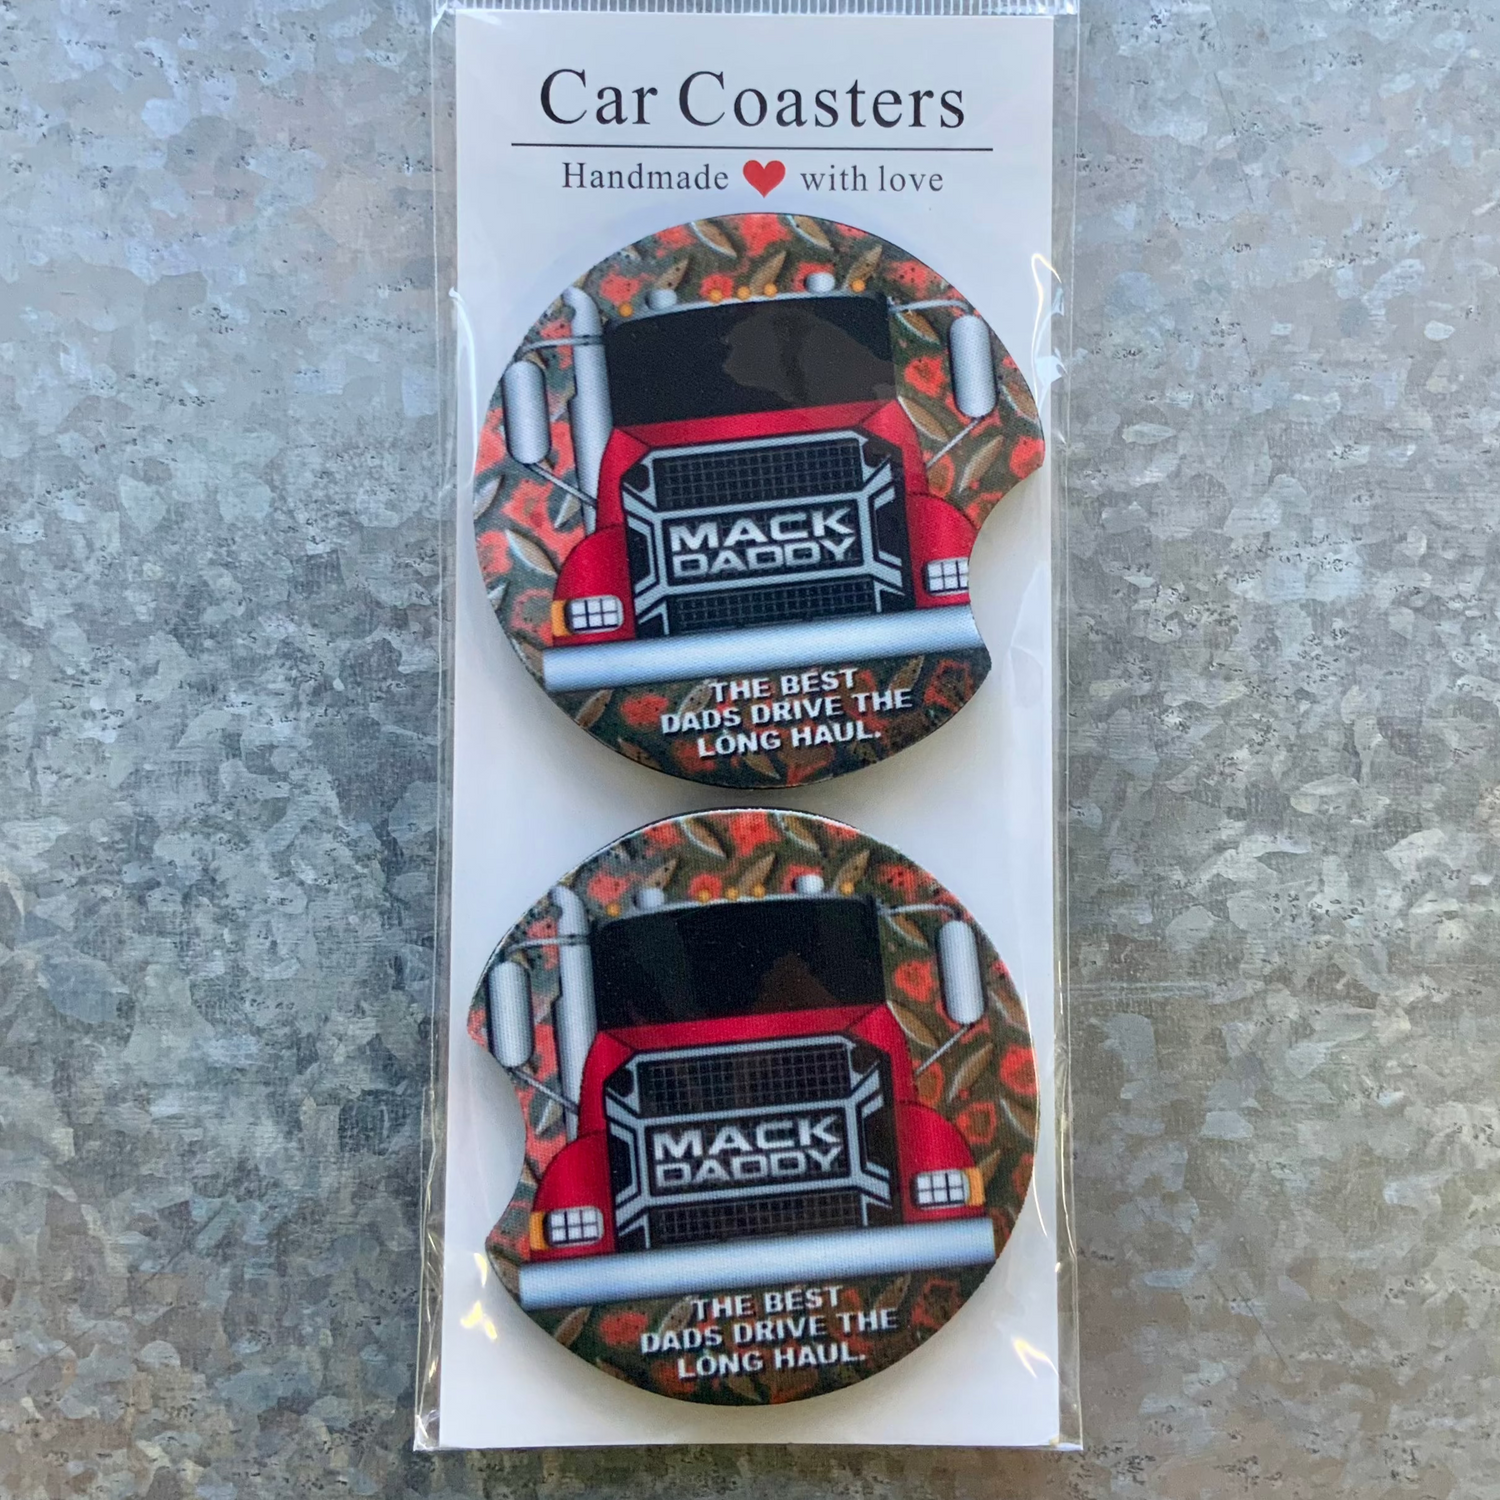 Car Coasters
Handmade ❤ with love
MACK
DADDY
THE BEST
DADS DRIVE THE
LONG HAUL.
MACK
DADDY
THE BEST
DADS DRIVE THE
LONG HAUL.